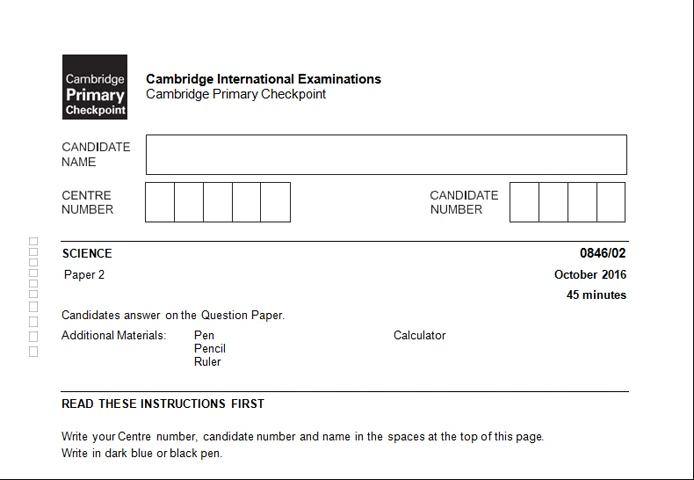 Cambridge
Primary
Checkpoint
Cambridge International Examinations
Cambridge Primary Checkpoint
CANDIDATE
NAME
CENTRE
NUMBER
CANDIDATE
NUMBER
SCIENCE 0846/02
Paper 2 October 2016
45 minutes
Candidates answer on the Question Paper.
Additional Materials: Pen Calculator
Pencil
Ruler
READ THESE INSTRUCTIONS FIRST
Write your Centre number, candidate number and name in the spaces at the top of this page.
Write in dark blue or black pen.